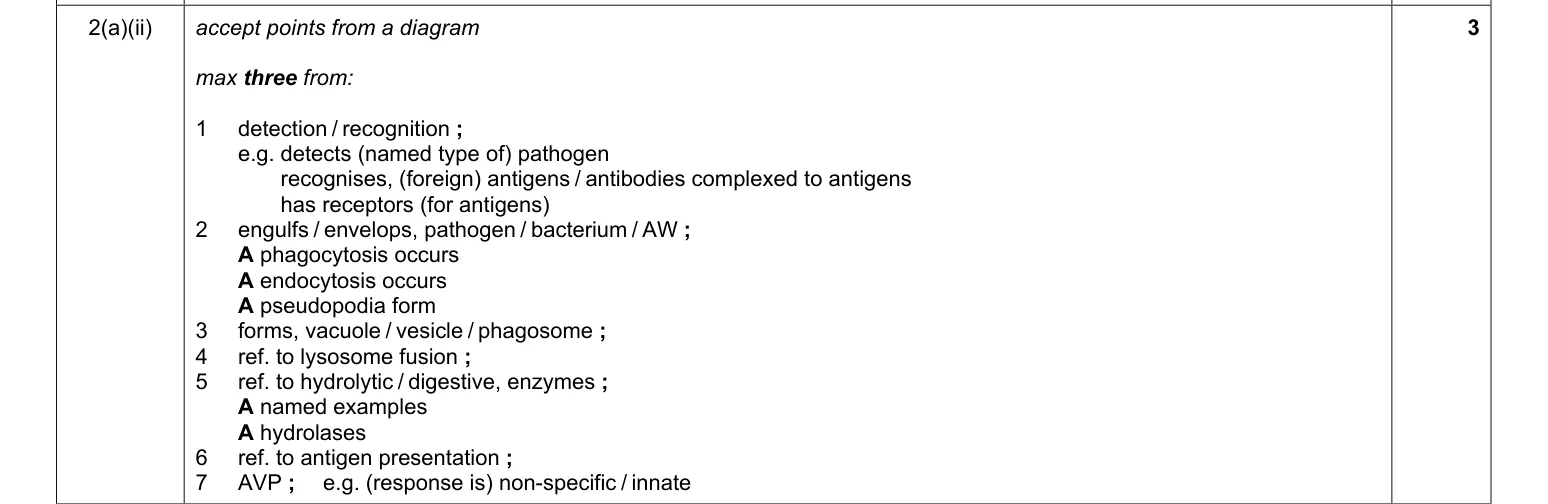 2(a)(ii) accept points from a diagram 3
max three from:
1 detection / recognition ;
e.g. detects (named type of) pathogen
recognises, (foreign) antigens / antibodies complexed to antigens
has receptors (for antigens)
2 engulfs / envelops, pathogen / bacterium / AW ;
A phagocytosis occurs
A endocytosis occurs
A pseudopodia form
3 forms, vacuole / vesicle / phagosome ;
4 ref. to lysosome fusion ;
5 ref. to hydrolytic / digestive, enzymes ;
A named examples
A hydrolases
6 ref. to antigen presentation ;
7 AVP ; e.g. (response is) non-specific / innate